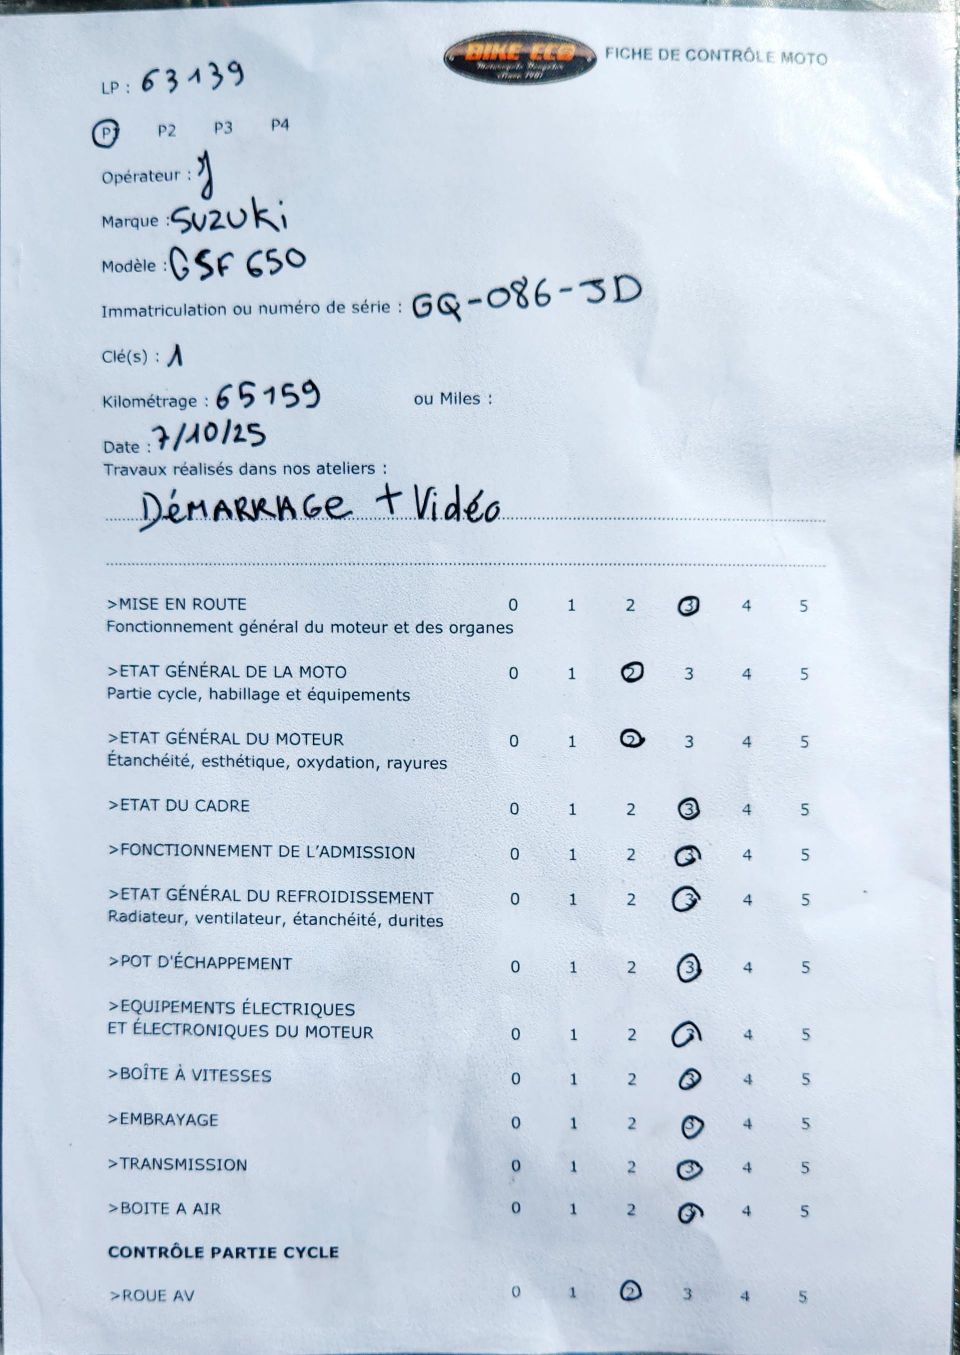 BIKE ECO
FICHE DE CONTRÔLE MOTO
LP : 63139
P1 P2 P3 P4
Opérateur : J
Marque : SUZUKi
Modèle : GSF 650
Immatriculation ou numéro de série : GQ-086-JD
Clé(s) : 1
Kilométrage : 65159 ou Miles :
Date : 7/10/25
Travaux réalisés dans nos ateliers :
DéMARRAGe + Vidéo
>MISE EN ROUTE 0 1 2 3 4 5
Fonctionnement général du moteur et des organes
>ETAT GÉNÉRAL DE LA MOTO 0 1 2 3 4 5
Partie cycle, habillage et équipements
>ETAT GÉNÉRAL DU MOTEUR 0 1 2 3 4 5
Étanchéité, esthétique, oxydation, rayures
>ETAT DU CADRE 0 1 2 3 4 5
>FONCTIONNEMENT DE L'ADMISSION 0 1 2 3 4 5
>ETAT GÉNÉRAL DU REFROIDISSEMENT 0 1 2 3 4 5
Radiateur, ventilateur, étanchéité, durites
>POT D'ÉCHAPPEMENT 0 1 2 3 4 5
>EQUIPEMENTS ÉLECTRIQUES
ET ÉLECTRONIQUES DU MOTEUR 0 1 2 3 4 5
>BOÎTE À VITESSES 0 1 2 3 4 5
>EMBRAYAGE 0 1 2 3 4 5
>TRANSMISSION 0 1 2 3 4 5
>BOITE A AIR 0 1 2 3 4 5
CONTRÔLE PARTIE CYCLE
>ROUE AV 0 1 2 3 4 5